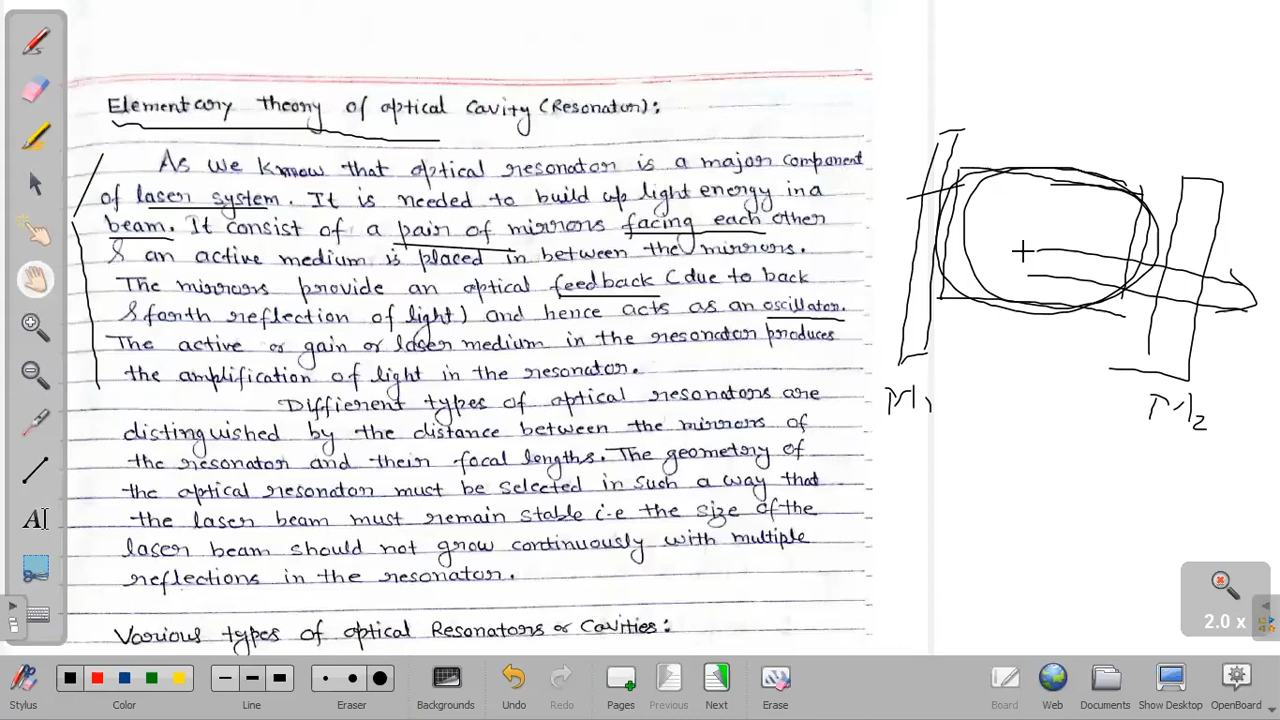 Elementary theory of optical Cavity (Resonator):
As we know that optical resonator is a major component
of laser system. It is needed to build up light energy in a
beam. It consist of a pair of mirrors facing each other
& an active medium is placed in between the mirrors.
The mirrors provide an optical feedback (due to back
& forth reflection of light) and hence acts as an oscillator.
The active or gain or laser medium in the resonator produces
the amplification of light in the resonator.
Different types of optical resonators are
dictinguished by the distance between the mirrors of
the resonator and their focal lengths. The geometry of
the optical resonator must be selected in such a way that
the laser beam must remain stable i.e the size of the
laser beam should not grow continuously with multiple
reflections in the resonator.
Various types of optical Resonators or Cavities:
M1
M2
2.0 x
Stylus
Color
Line
Eraser
Backgrounds
Undo
Redo
Pages
Previous
Next
Erase
Board
Web
Documents
Show Desktop
OpenBoard